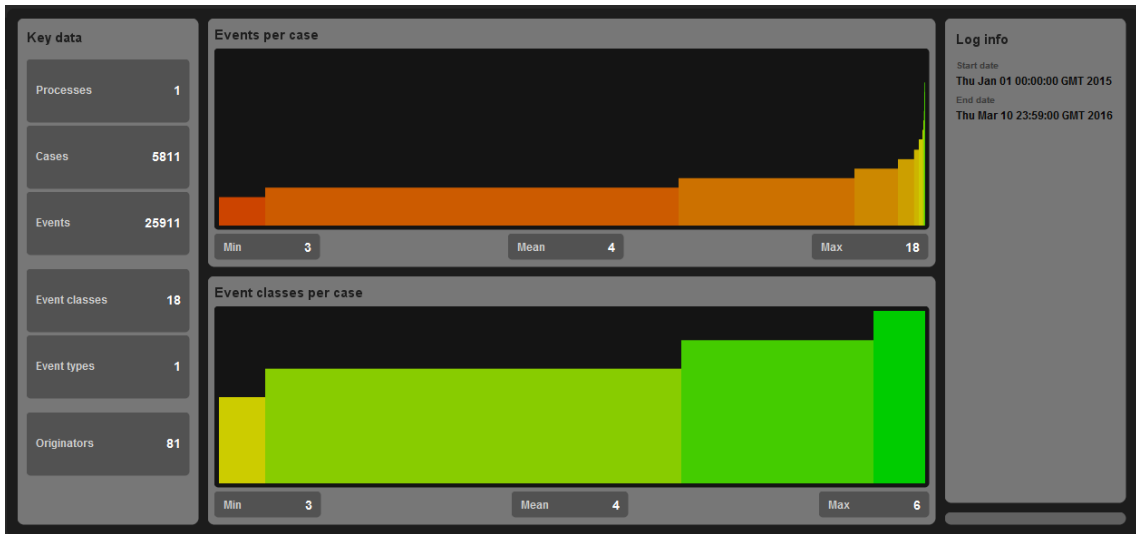 Key data
Processes 1
Cases 5811
Events 25911
Event classes 18
Event types 1
Originators 81
Events per case
Min 3 Mean 4 Max 18
Event classes per case
Min 3 Mean 4 Max 6
Log info
Start date
Thu Jan 01 00:00:00 GMT 2015
End date
Thu Mar 10 23:59:00 GMT 2016